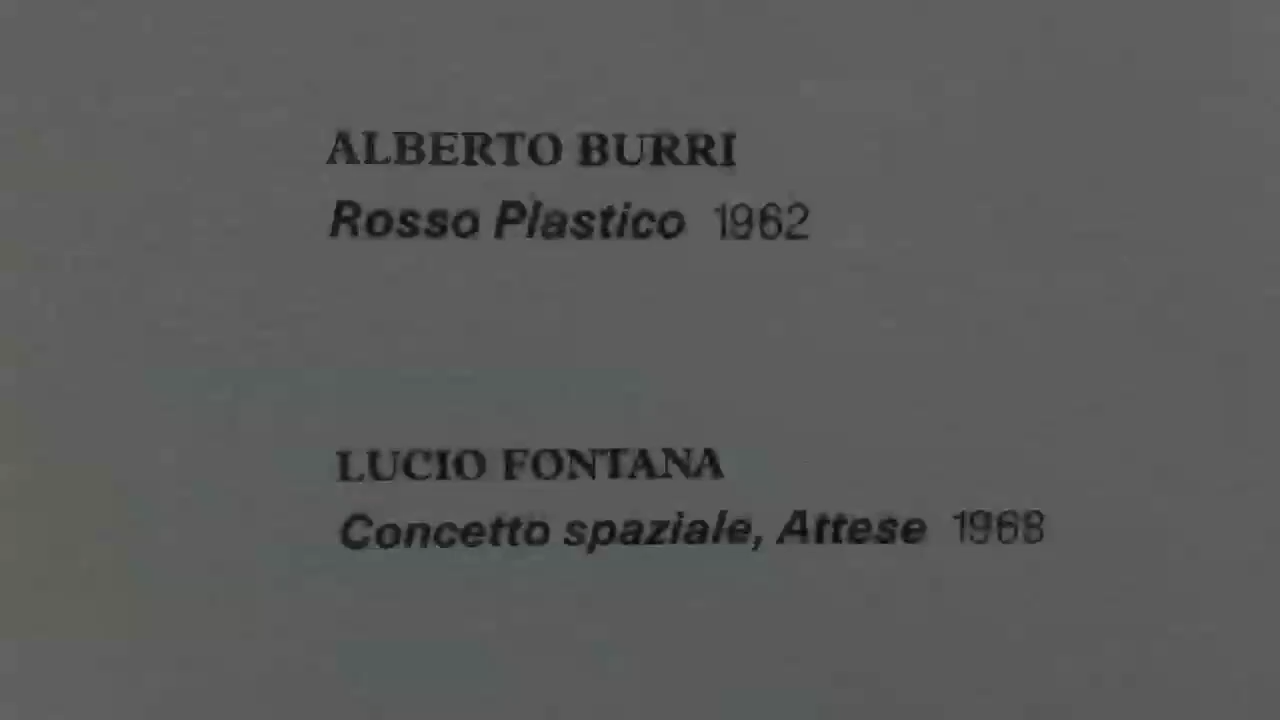 ALBERTO BURRI
Rosso Plastico 1962
LUCIO FONTANA
Concetto spaziale, Attese 1968